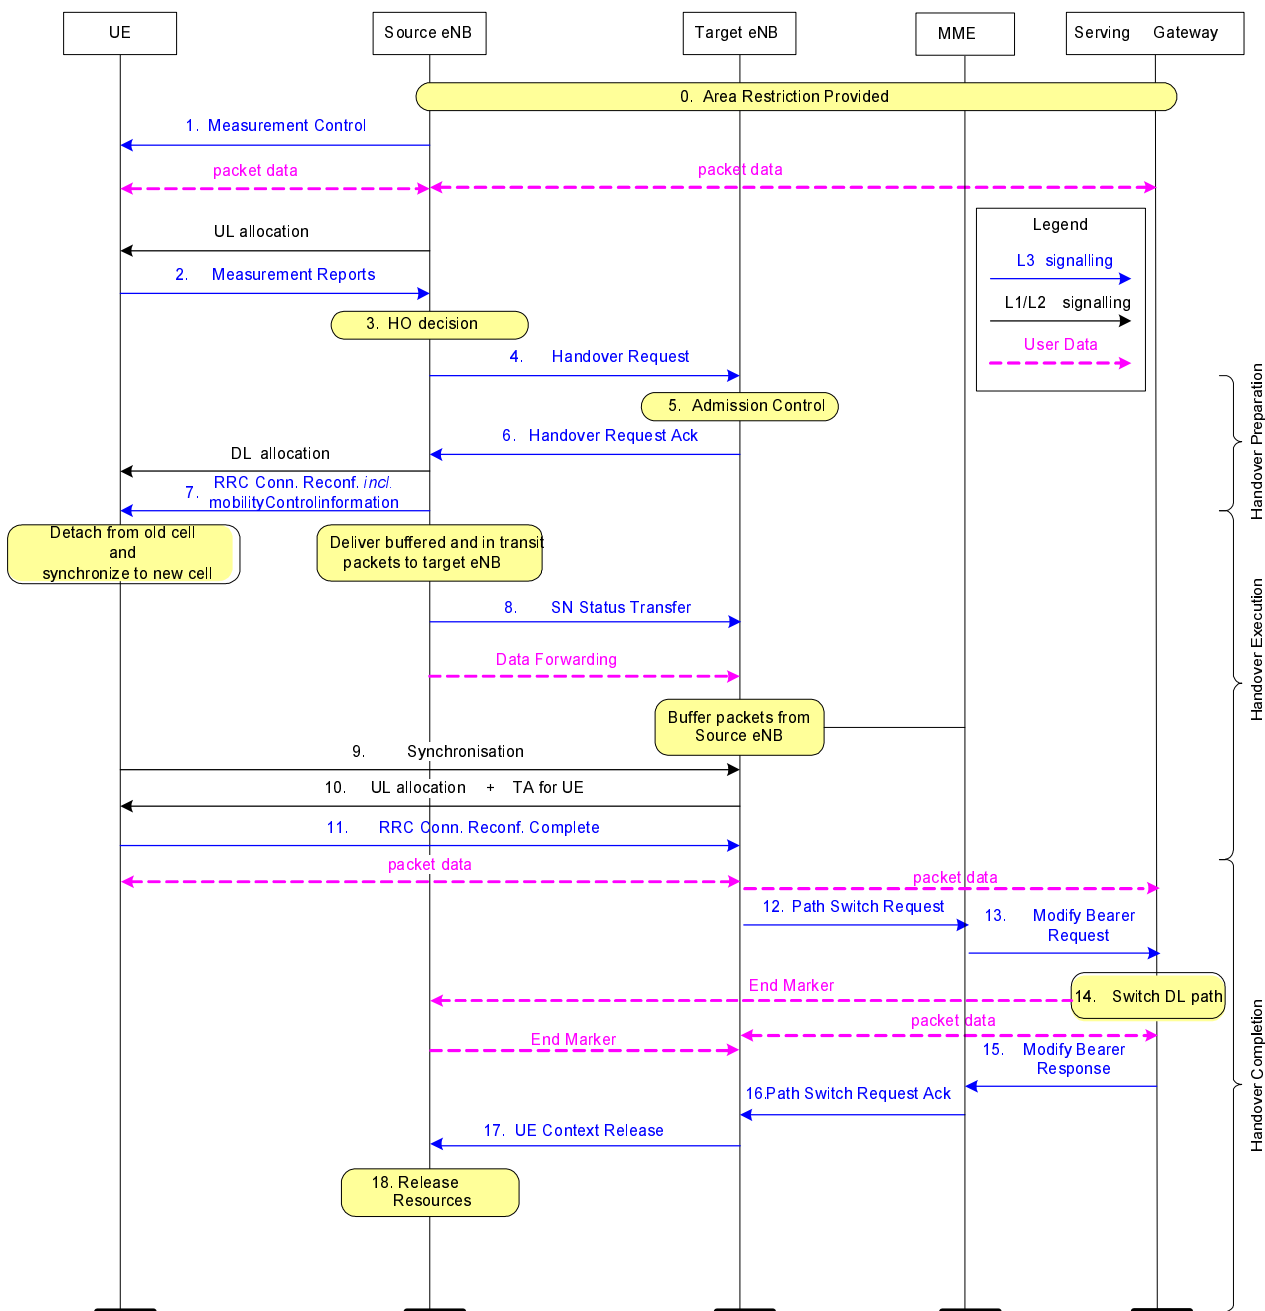 UE
Source eNB
Target eNB
MME
Serving Gateway
0. Area Restriction Provided
1. Measurement Control
packet data
packet data
Legend
L3 signalling
L1/L2 signalling
User Data
UL allocation
2. Measurement Reports
3. HO decision
4. Handover Request
5. Admission Control
6. Handover Request Ack
DL allocation
7. RRC Conn. Reconf. incl.
mobilityControlinformation
Handover Preparation
Detach from old cell
and
synchronize to new cell
Deliver buffered and in transit
packets to target eNB
8. SN Status Transfer
Data Forwarding
Buffer packets from
Source eNB
9. Synchronisation
10. UL allocation + TA for UE
11. RRC Conn. Reconf. Complete
Handover Execution
packet data
packet data
12. Path Switch Request
13. Modify Bearer
Request
End Marker
14. Switch DL path
packet data
End Marker
15. Modify Bearer
Response
16.Path Switch Request Ack
17. UE Context Release
18. Release
Resources
Handover Completion